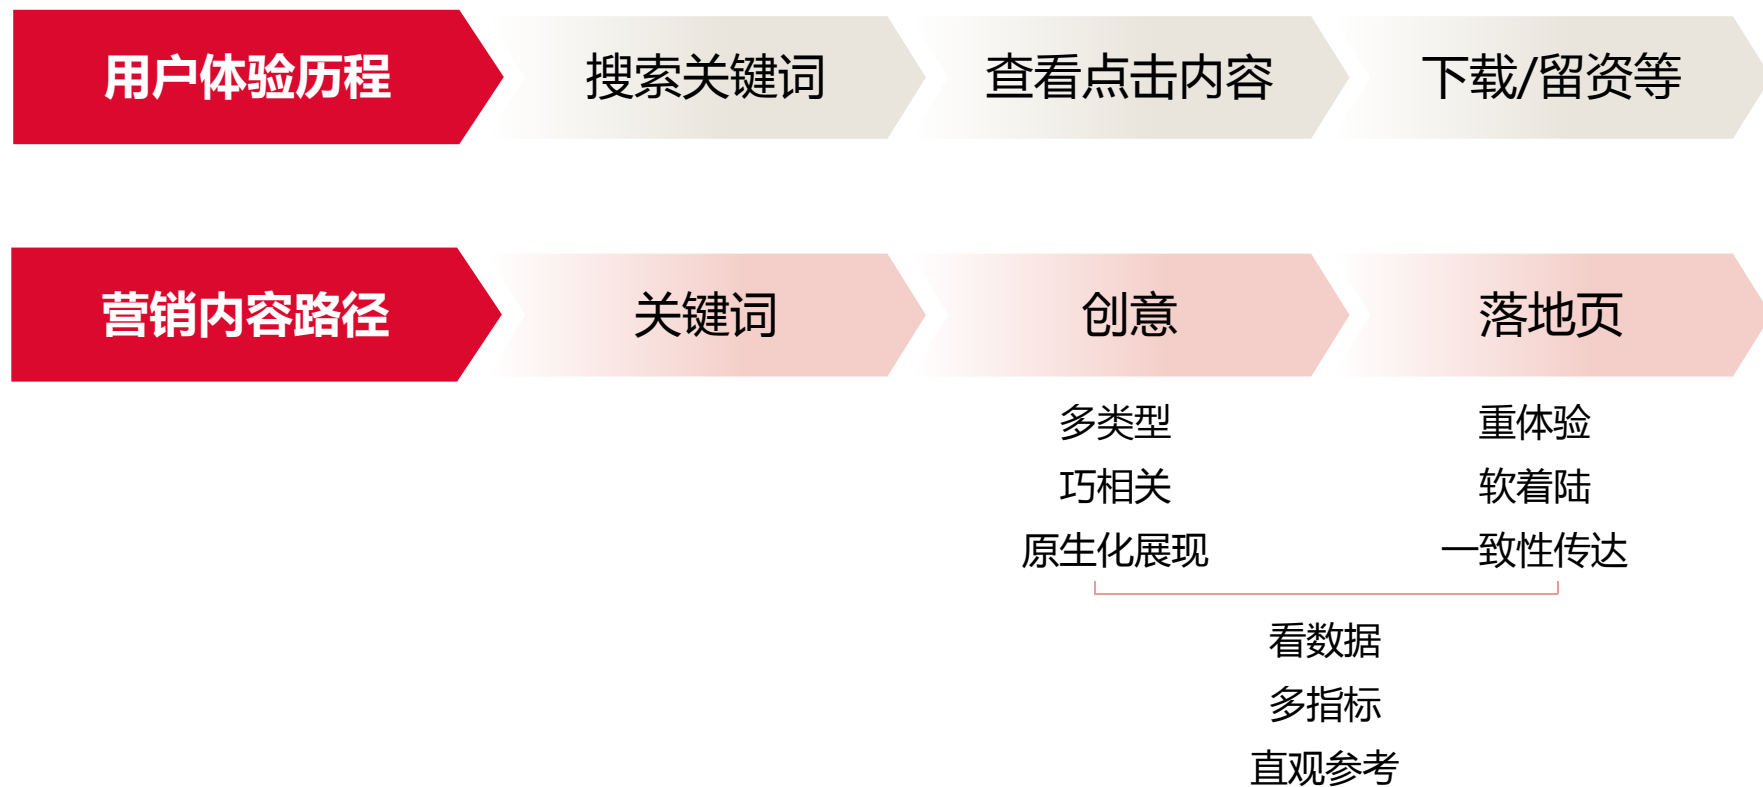 用户体验历程
搜索关键词
查看点击内容
下载/留资等
营销内容路径
关键词
创意
落地页
多类型
巧相关
原生化展现
重体验
软着陆
一致性传达
看数据
多指标
直观参考